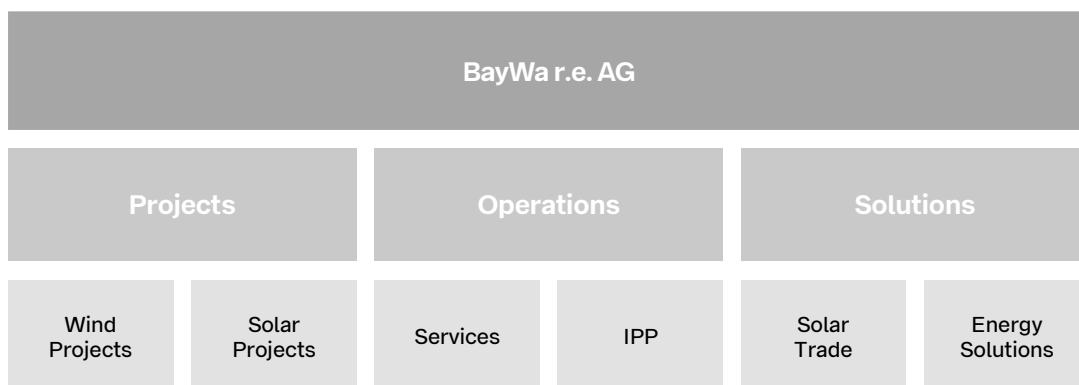 BayWa r.e. AG
Projects
Operations
Solutions
Wind
Projects
Solar
Projects
Services
IPP
Solar
Trade
Energy
Solutions